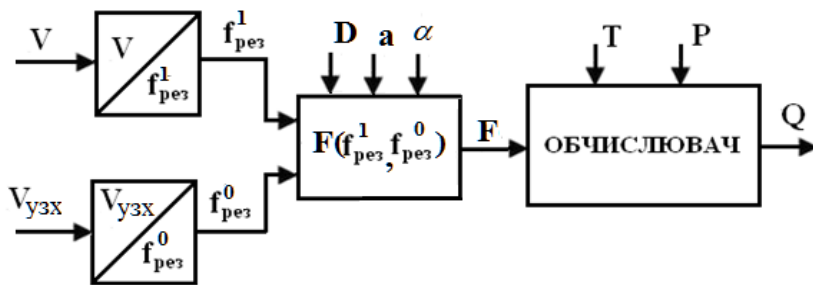 V
V
f¹рез
f¹рез
D a α
F(f¹рез, f⁰рез)
F
T P
ОБЧИСЛЮВАЧ
Q
Vузх
Vузх
f⁰рез
f⁰рез